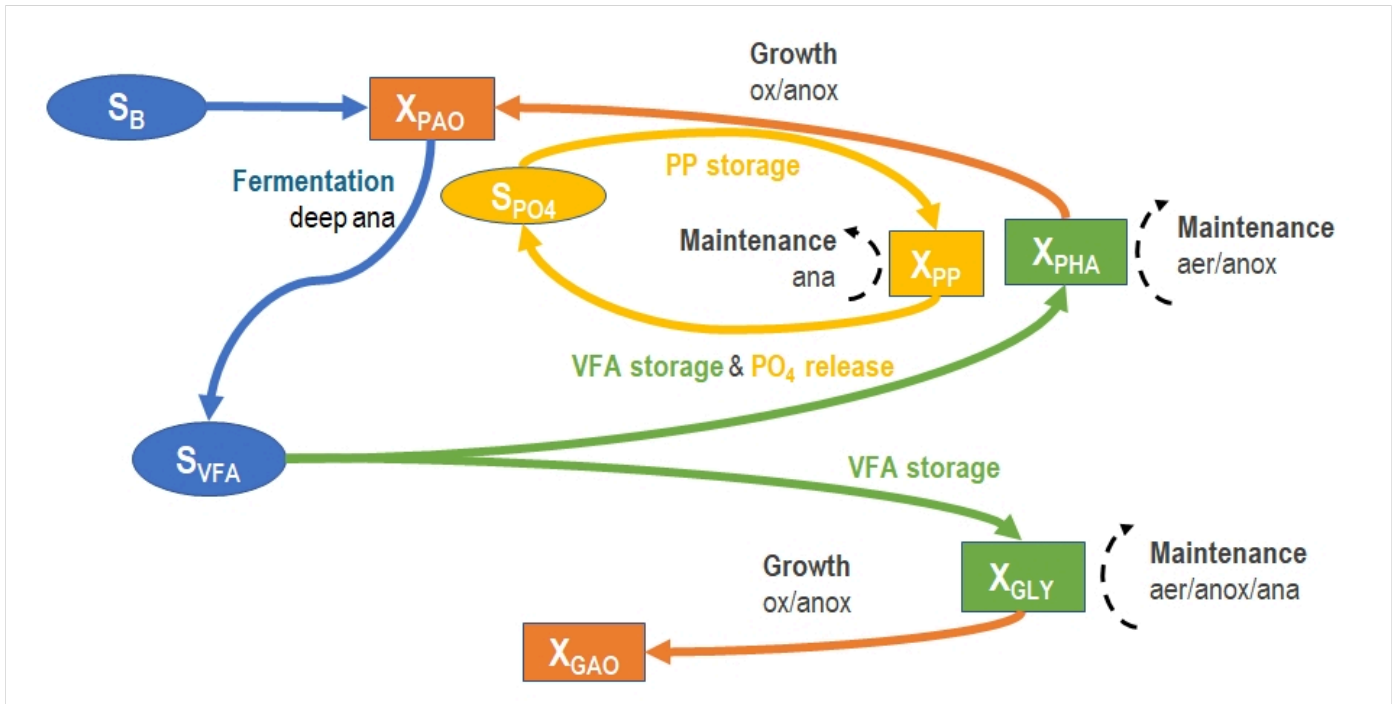 Growth
ox/anox
S_B
X_PAO
PP storage
Fermentation
deep ana
S_PO4
Maintenance
ana
X_PP
X_PHA
Maintenance
aer/anox
VFA storage & PO₄ release
S_VFA
VFA storage
Growth
ox/anox
X_GLY
Maintenance
aer/anox/ana
X_GAO